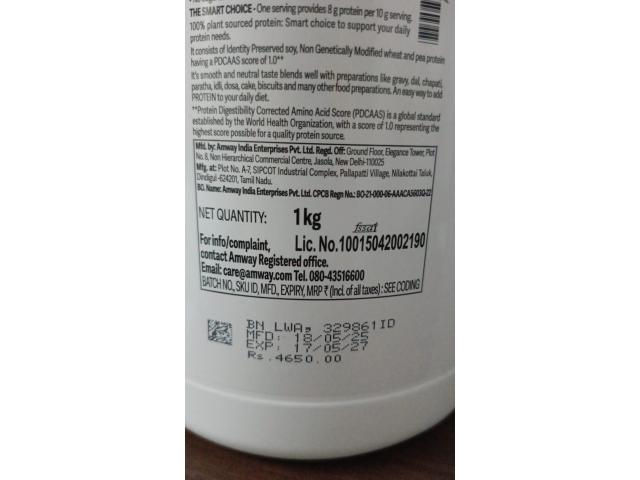 THE SMART CHOICE - One serving provides 8 g protein per 10 g serving.
100% plant sourced protein: Smart choice to support your daily
protein needs.
It consists of Identity Preserved soy, Non Genetically Modified wheat and pea protein
having a PDCAAS score of 1.0**
It's smooth and neutral taste blends well with preparations like gravy, dal, chapati,
paratha, idli, dosa, cake, biscuits and many other food preparations. An easy way to add
PROTEIN to your daily diet.
**Protein Digestibility Corrected Amino Acid Score (PDCAAS) is a global standard
established by the World Health Organization, with a score of 1.0 representing the
highest score possible for a quality protein source.
Mfd. by: Amway India Enterprises Pvt. Ltd. Regd. Off: Ground Floor, Elegance Tower, Plot
No. 8, Non Hierarchical Commercial Centre, Jasola, New Delhi-110025
Mfg. at: Plot No. A-7, SIPCOT Industrial Complex, Pallapatti Village, Nilakottai Taluk,
Dindigul -624201, Tamil Nadu.
BO. Name: Amway India Enterprises Pvt. Ltd. CPCB Regn No.: BO-21-000-06-AAACA5603Q-22
NET QUANTITY: 1 kg
fssai
For info/complaint, Lic. No.10015042002190
contact Amway Registered office.
Email: care@amway.com Tel. 080-43516600
BATCH NO., SKU ID, MFD., EXPIRY, MRP ₹ (Incl. of all taxes) : SEE CODING
BN LWA, 329861ID
MFD: 18/05/25
EXP: 17/05/27
Rs.4650.00